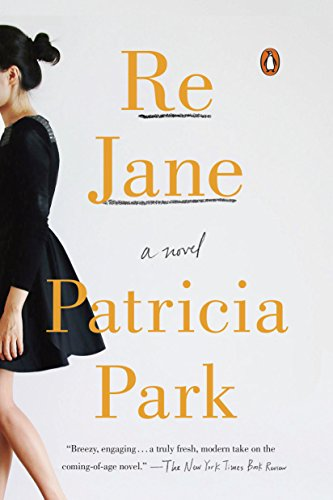 Re
Jane
a novel
Patricia
Park
“Breezy, engaging . . . a truly fresh, modern take on the
coming-of-age novel.” —The New York Times Book Review